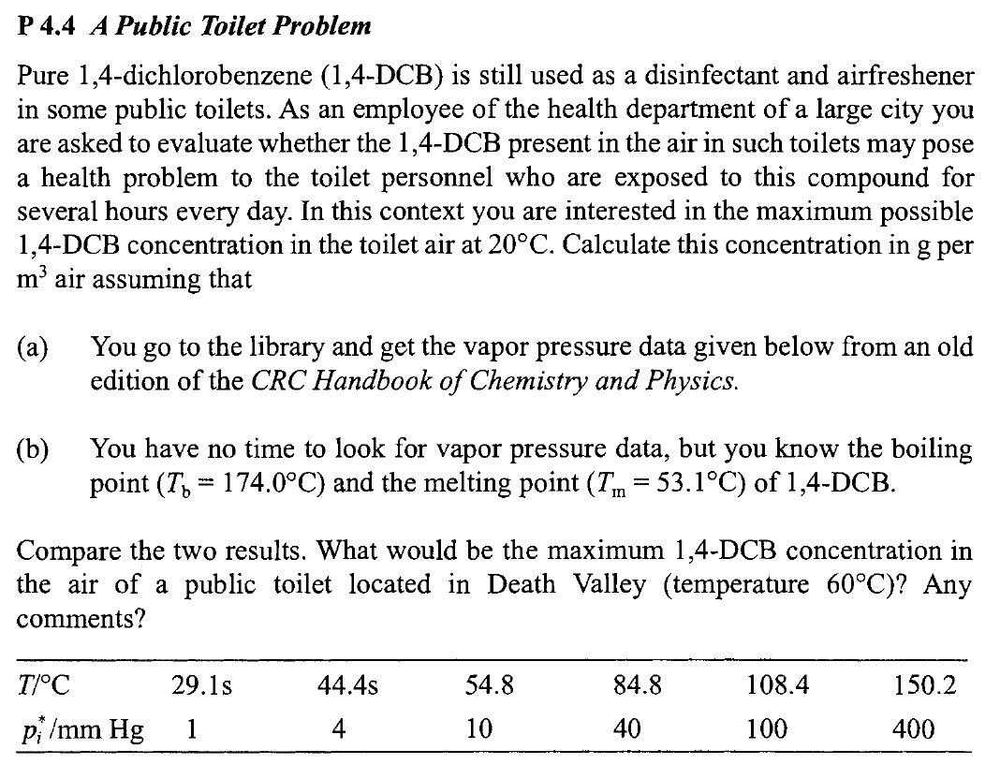 P 4.4 A Public Toilet Problem
Pure 1,4-dichlorobenzene (1,4-DCB) is still used as a disinfectant and airfreshener
in some public toilets. As an employee of the health department of a large city you
are asked to evaluate whether the 1,4-DCB present in the air in such toilets may pose
a health problem to the toilet personnel who are exposed to this compound for
several hours every day. In this context you are interested in the maximum possible
1,4-DCB concentration in the toilet air at 20°C. Calculate this concentration in g per
m³ air assuming that
(a) You go to the library and get the vapor pressure data given below from an old
edition of the CRC Handbook of Chemistry and Physics.
(b) You have no time to look for vapor pressure data, but you know the boiling
point (T_b = 174.0°C) and the melting point (T_m = 53.1°C) of 1,4-DCB.
Compare the two results. What would be the maximum 1,4-DCB concentration in
the air of a public toilet located in Death Valley (temperature 60°C)? Any
comments?
T/°C 29.1s 44.4s 54.8 84.8 108.4 150.2
p_i^*/mm Hg 1 4 10 40 100 400